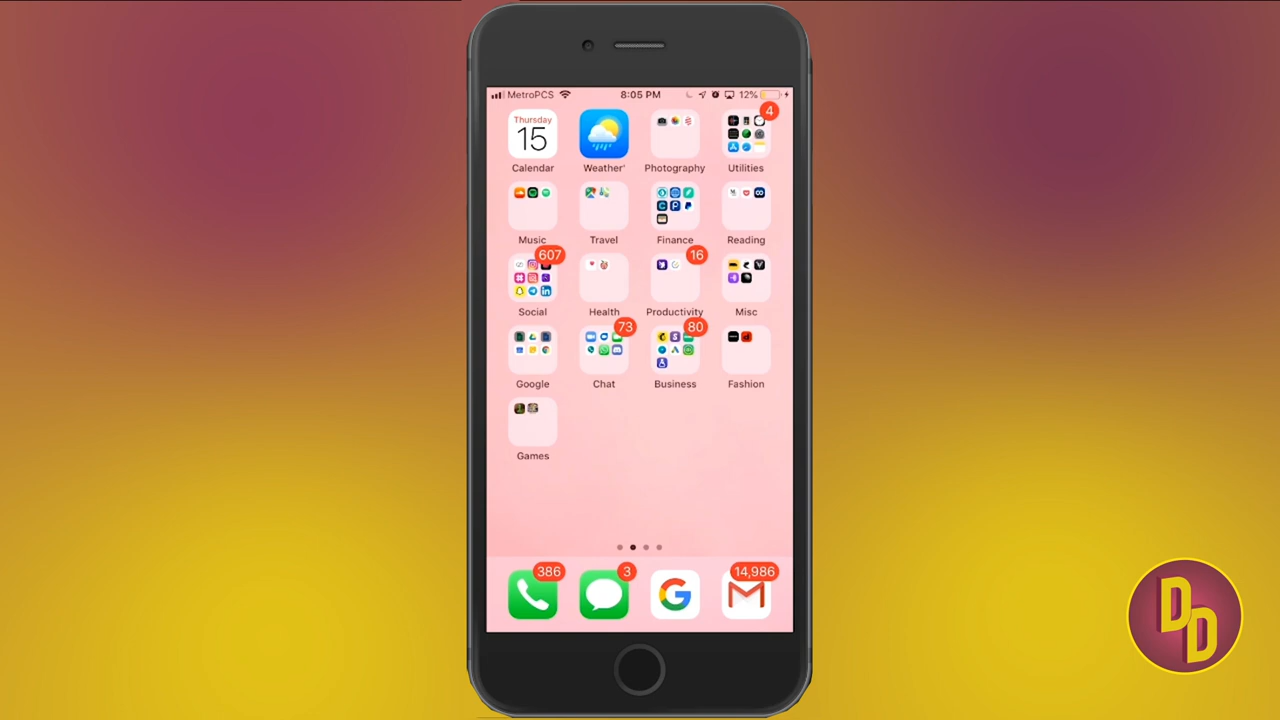 MetroPCS 8:05 PM 12%
4
Thursday
15
Calendar Weather Photography Utilities
Music Travel Finance Reading
607 16
Social Health Productivity Misc
73 80
Google Chat Business Fashion
Games
386 3 14,986
DD